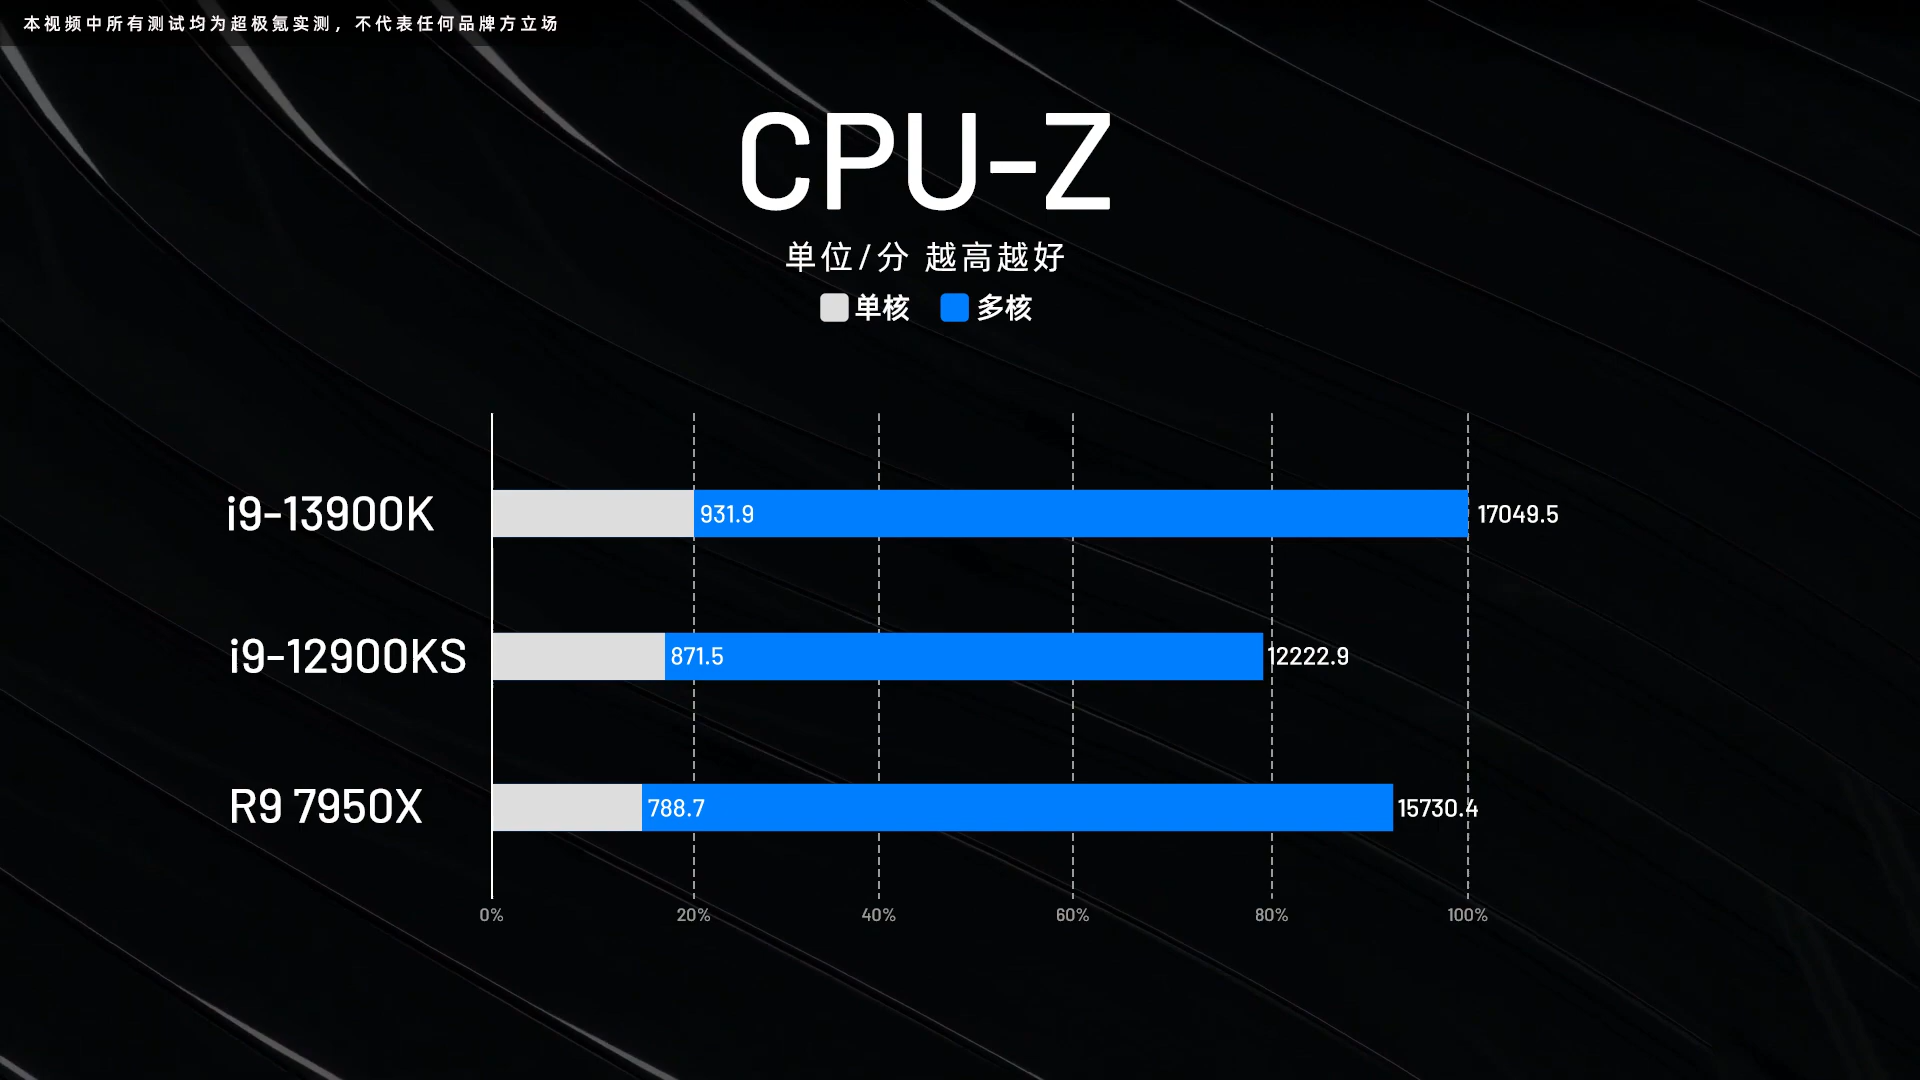 本视频中所有测试均为超极氪实测，不代表任何品牌方立场
CPU-Z
单位/分 越高越好
单核 多核
i9-13900K 931.9 17049.5
i9-12900KS 871.5 12222.9
R9 7950X 788.7 15730.4
0% 20% 40% 60% 80% 100%